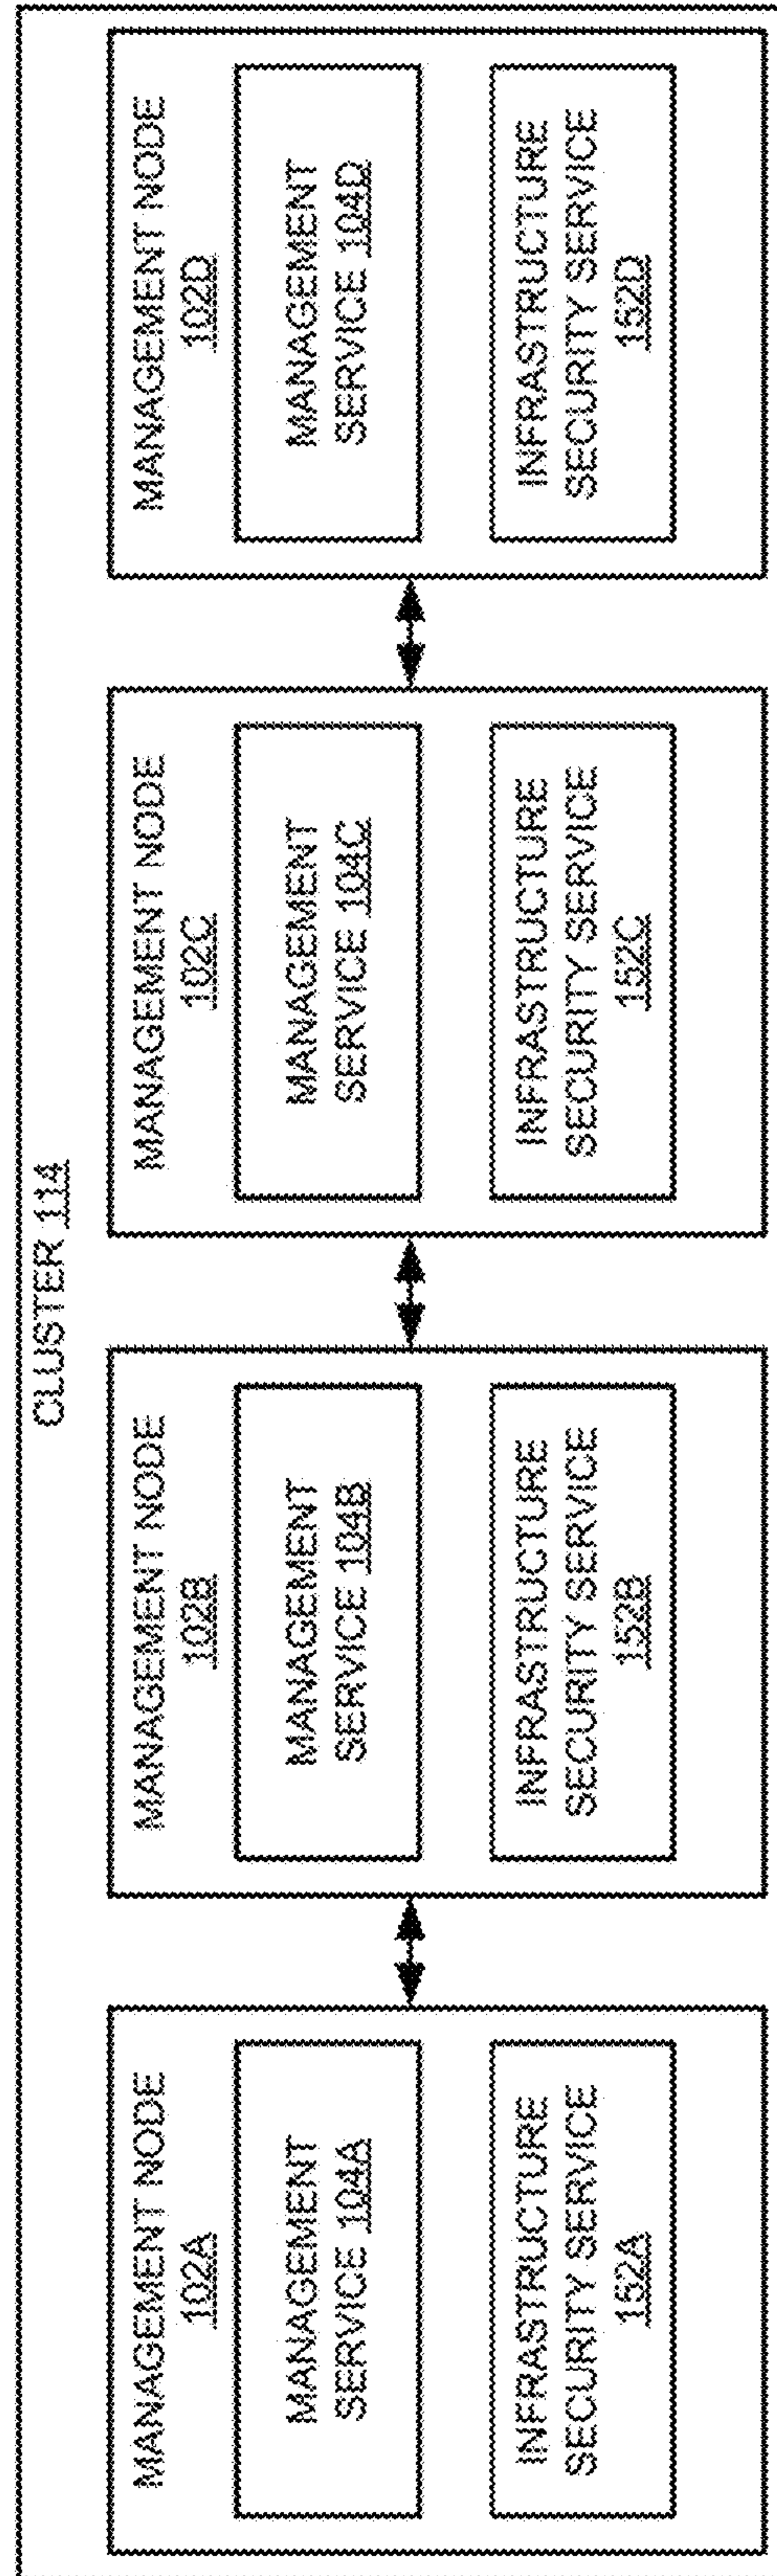 CLUSTER 114
MANAGEMENT NODE
102A
MANAGEMENT
SERVICE 104A
INFRASTRUCTURE
SECURITY SERVICE
152A
MANAGEMENT NODE
102B
MANAGEMENT
SERVICE 104B
INFRASTRUCTURE
SECURITY SERVICE
152B
MANAGEMENT NODE
102C
MANAGEMENT
SERVICE 104C
INFRASTRUCTURE
SECURITY SERVICE
152C
MANAGEMENT NODE
102D
MANAGEMENT
SERVICE 104D
INFRASTRUCTURE
SECURITY SERVICE
152D